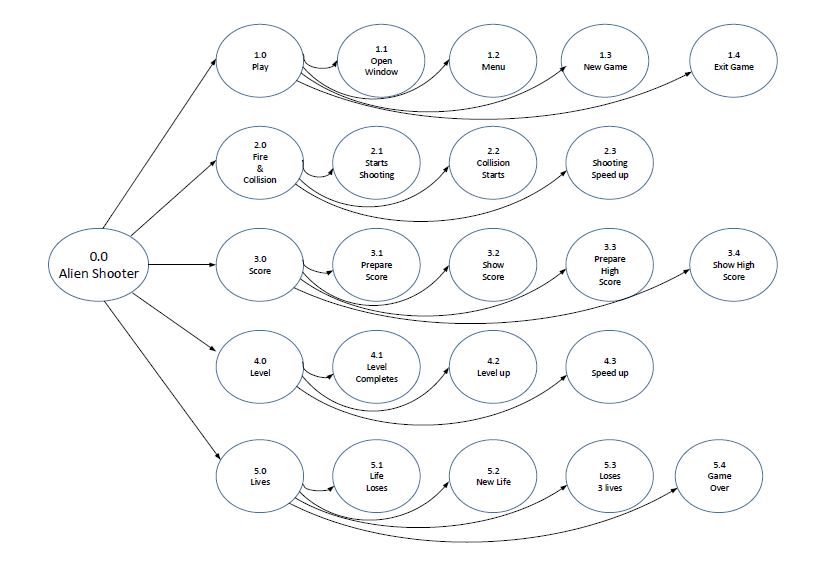 1.0
Play
1.1
Open
Window
1.2
Menu
1.3
New Game
1.4
Exit Game
2.0
Fire
&
Collision
2.1
Starts
Shooting
2.2
Collision
Starts
2.3
Shooting
Speed up
0.0
Alien Shooter
3.0
Score
3.1
Prepare
Score
3.2
Show
Score
3.3
Prepare
High
Score
3.4
Show High
Score
4.0
Level
4.1
Level
Completes
4.2
Level up
4.3
Speed up
5.0
Lives
5.1
Life
Loses
5.2
New Life
5.3
Loses
3 lives
5.4
Game
Over